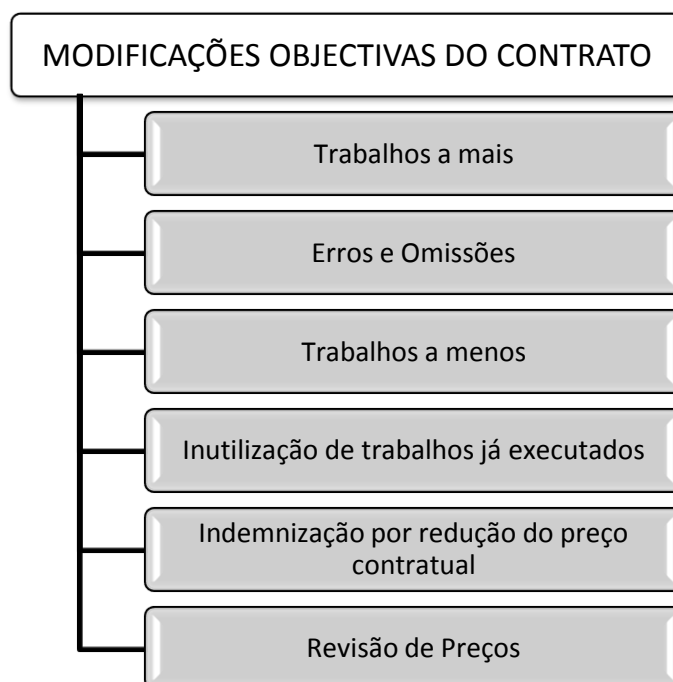 MODIFICAÇÕES OBJECTIVAS DO CONTRATO
Trabalhos a mais
Erros e Omissões
Trabalhos a menos
Inutilização de trabalhos já executados
Indemnização por redução do preço
contratual
Revisão de Preços